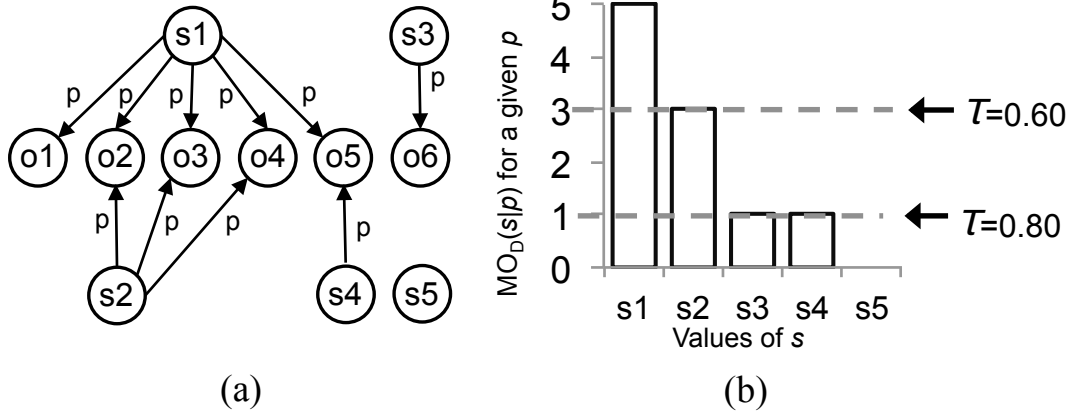 s1
s3
p
p
p
p
p
p
o1
o2
o3
o4
o5
o6
p
p
p
p
s2
s4
s5
(a)
MO_D(s|p) for a given p
5
4
3
2
1
0
τ=0.60
τ=0.80
s1 s2 s3 s4 s5
Values of s
(b)